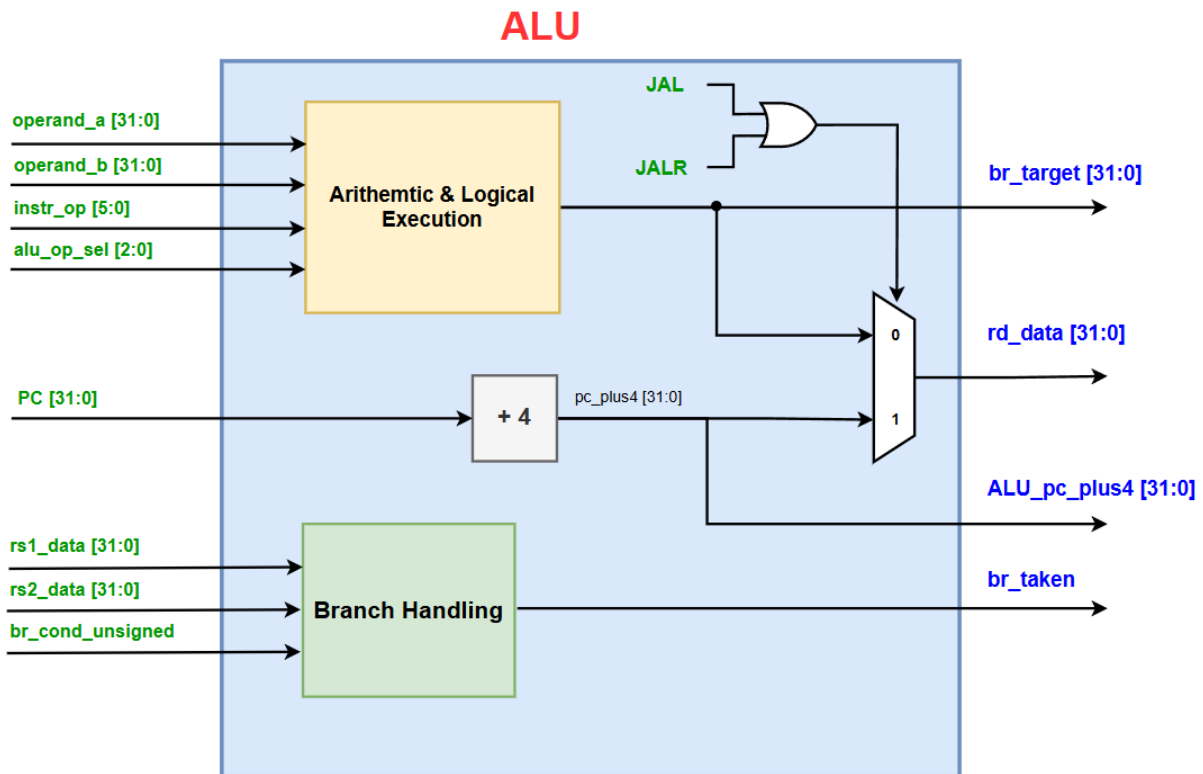 ALU
JAL
operand_a [31:0]
operand_b [31:0]
instr_op [5:0]
alu_op_sel [2:0]
Arithemtic & Logical
Execution
JALR
br_target [31:0]
0
rd_data [31:0]
PC [31:0]
+ 4
pc_plus4 [31:0]
1
ALU_pc_plus4 [31:0]
rs1_data [31:0]
rs2_data [31:0]
br_cond_unsigned
Branch Handling
br_taken